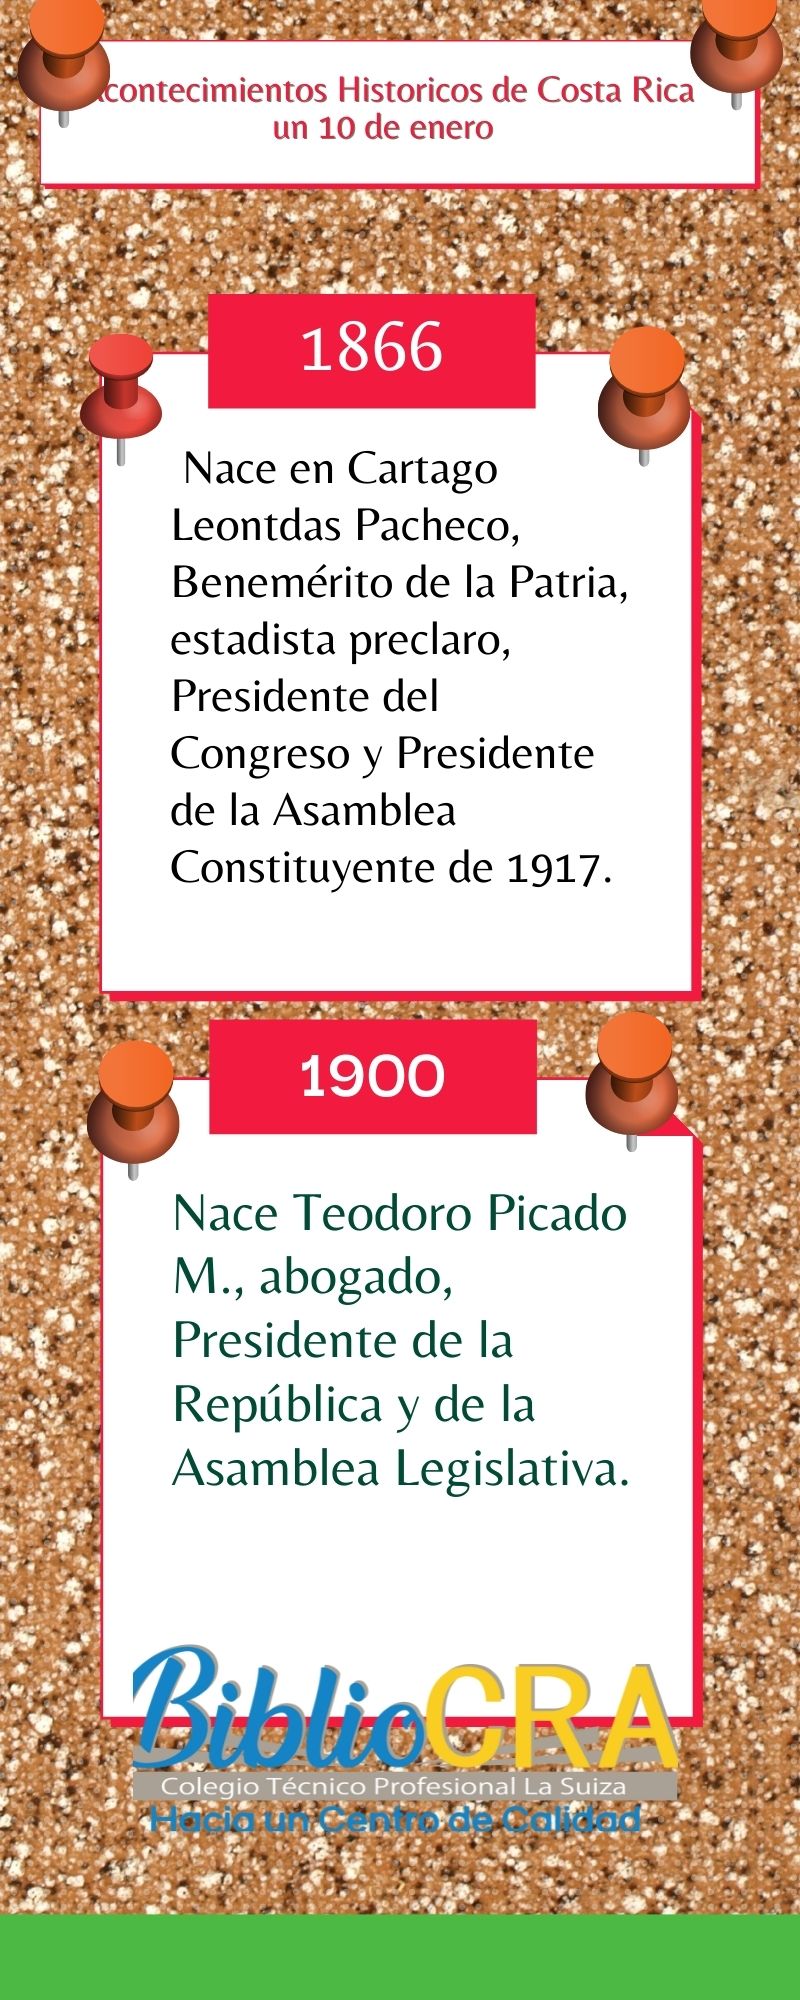 Acontecimientos Historicos de Costa Rica
un 10 de enero
1866
Nace en Cartago
Leontdas Pacheco,
Benemérito de la Patria,
estadista preclaro,
Presidente del
Congreso y Presidente
de la Asamblea
Constituyente de 1917.
1900
Nace Teodoro Picado
M., abogado,
Presidente de la
República y de la
Asamblea Legislativa.
BiblioCRA
Colegio Técnico Profesional La Suiza
Hacia un Centro de Calidad